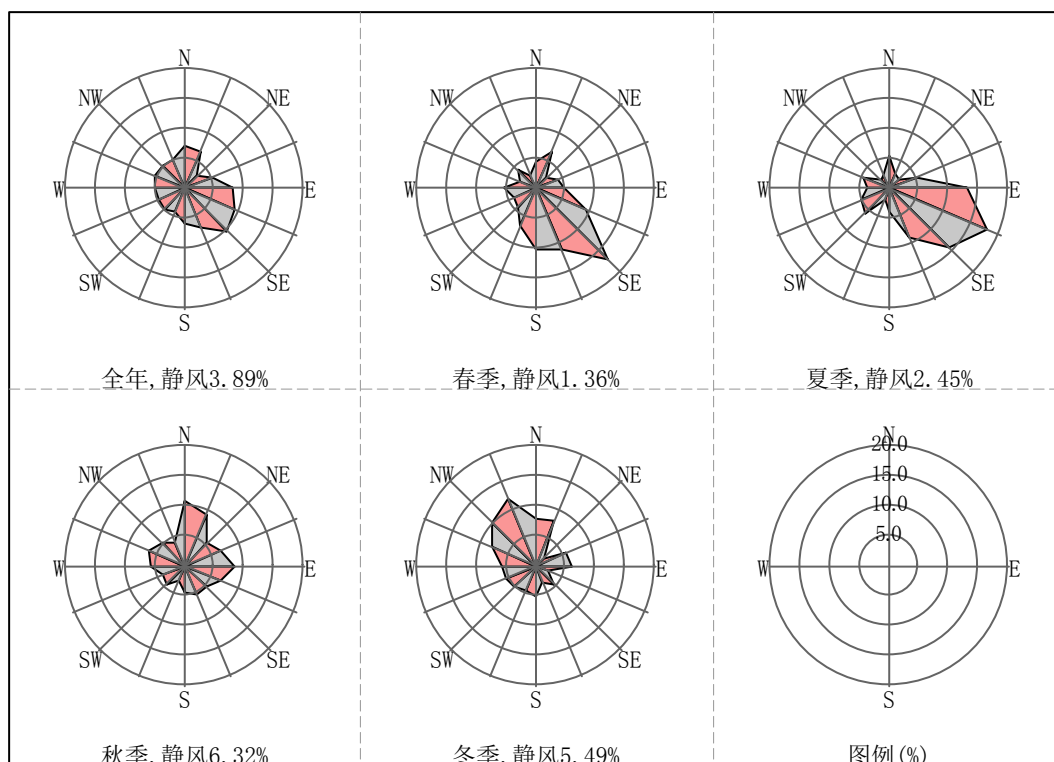 N
NW NE
W E
SW SE
S
全年,静风3.89%
N
NW NE
W E
SW SE
S
春季,静风1.36%
N
NW NE
W E
SW SE
S
夏季,静风2.45%
N
NW NE
W E
SW SE
S
秋季,静风6.32%
N
NW NE
W E
SW SE
S
冬季,静风5.49%
N
20.0
15.0
10.0
5.0
W E
S
图例(%)